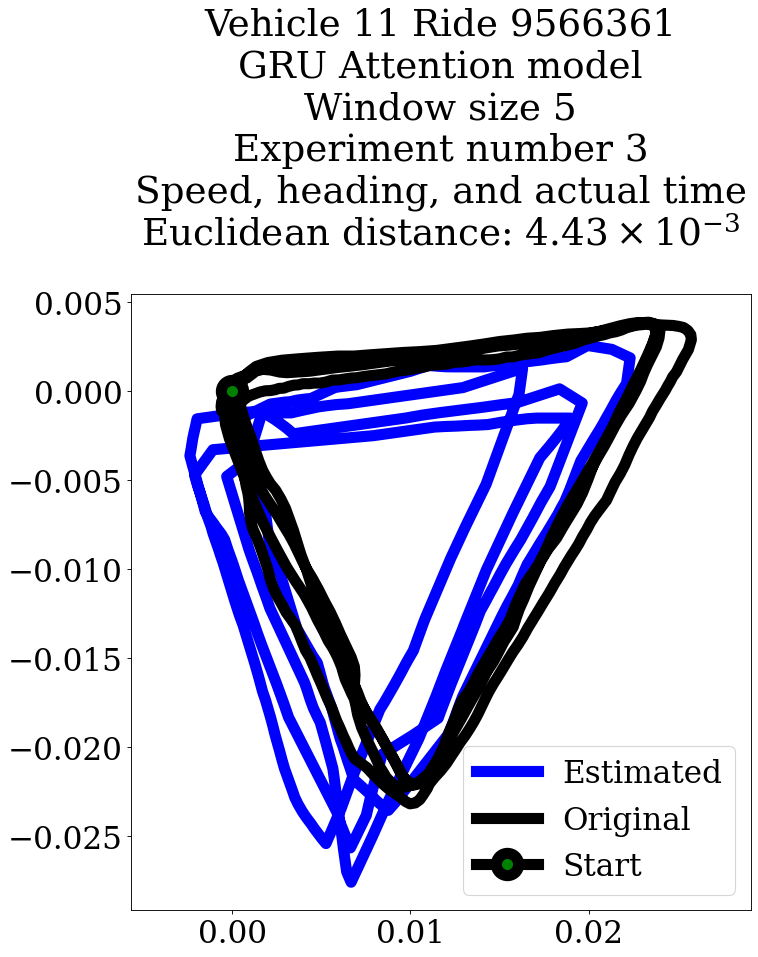 Vehicle 11 Ride 9566361
GRU Attention model
Window size 5
Experiment number 3
Speed, heading, and actual time
Euclidean distance: 4.43 × 10⁻³
0.005
0.000
−0.005
−0.010
−0.015
−0.020
−0.025
0.00 0.01 0.02
Estimated
Original
Start